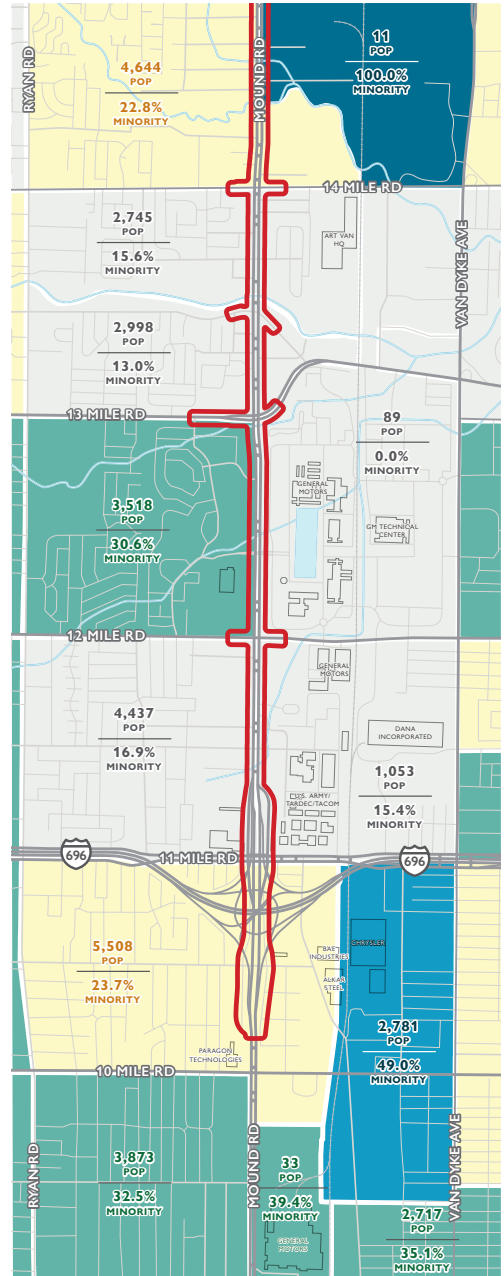 RYAN RD
MOUND RD
11
POP
100.0%
MINORITY
4,644
POP
22.8%
MINORITY
14 MILE RD
2,745
POP
15.6%
MINORITY
ART VAN
HQ
VAN DYKE AVE
2,998
POP
13.0%
MINORITY
13 MILE RD
89
POP
0.0%
MINORITY
GENERAL
MOTORS
3,518
POP
30.6%
MINORITY
GM TECHNICAL
CENTER
12 MILE RD
GENERAL
MOTORS
4,437
POP
16.9%
MINORITY
DANA
INCORPORATED
1,053
POP
15.4%
MINORITY
U.S. ARMY/
TARDEC/TACOM
696
11 MILE RD
696
CHRYSLER
BAE
INDUSTRIES
5,508
POP
23.7%
MINORITY
ALKAR
STEEL
2,781
POP
49.0%
MINORITY
PARAGON
TECHNOLOGIES
10 MILE RD
RYAN RD
MOUND RD
VAN DYKE AVE
3,873
POP
32.5%
MINORITY
33
POP
39.4%
MINORITY
2,717
POP
35.1%
MINORITY
GENERAL
MOTORS